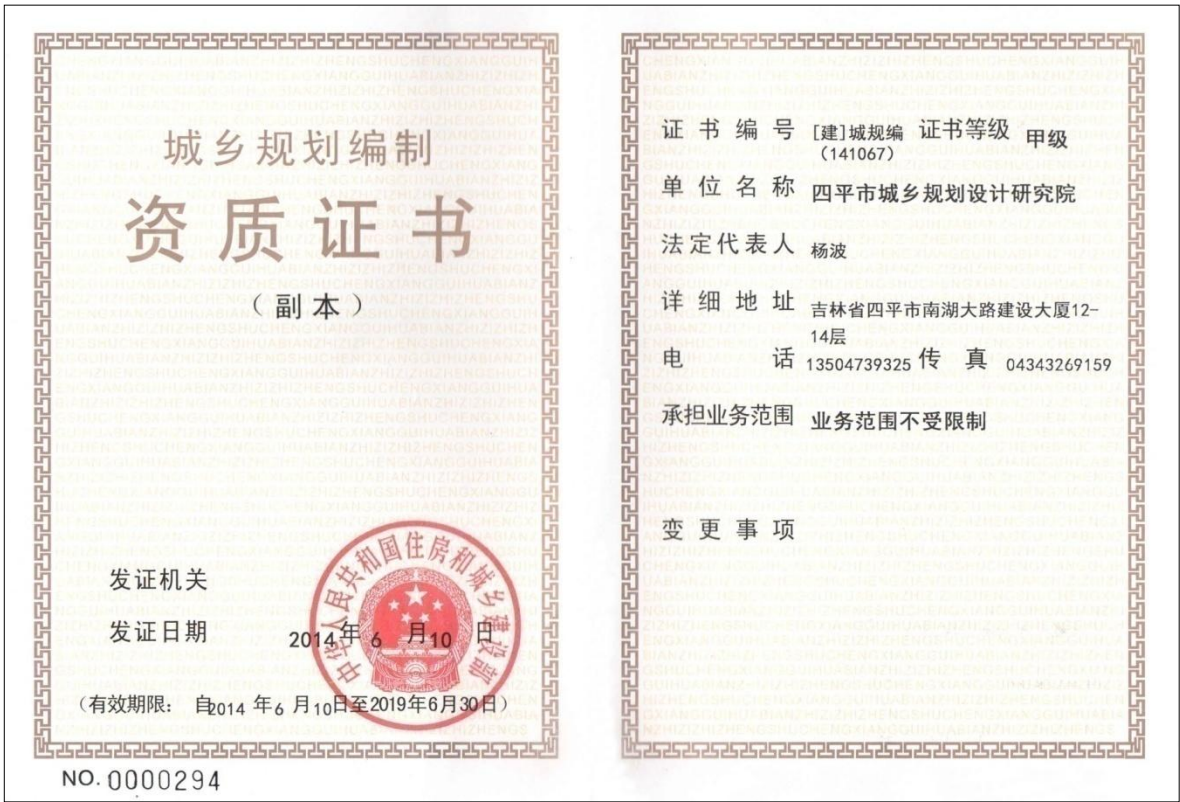 城乡规划编制
资质证书
（副本）
发证机关
发证日期 2014年 6 月10 日
中华人民共和国住房和城乡建设部
（有效期限： 自2014 年6 月10日至2019年6月30日）
NO. 0000294
证书编号 [建]城规编 证书等级 甲级
(141067)
单位名称 四平市城乡规划设计研究院
法定代表人 杨波
详细地址 吉林省四平市南湖大路建设大厦12-
14层
电话 13504739325 传真 04343269159
承担业务范围 业务范围不受限制
变更事项